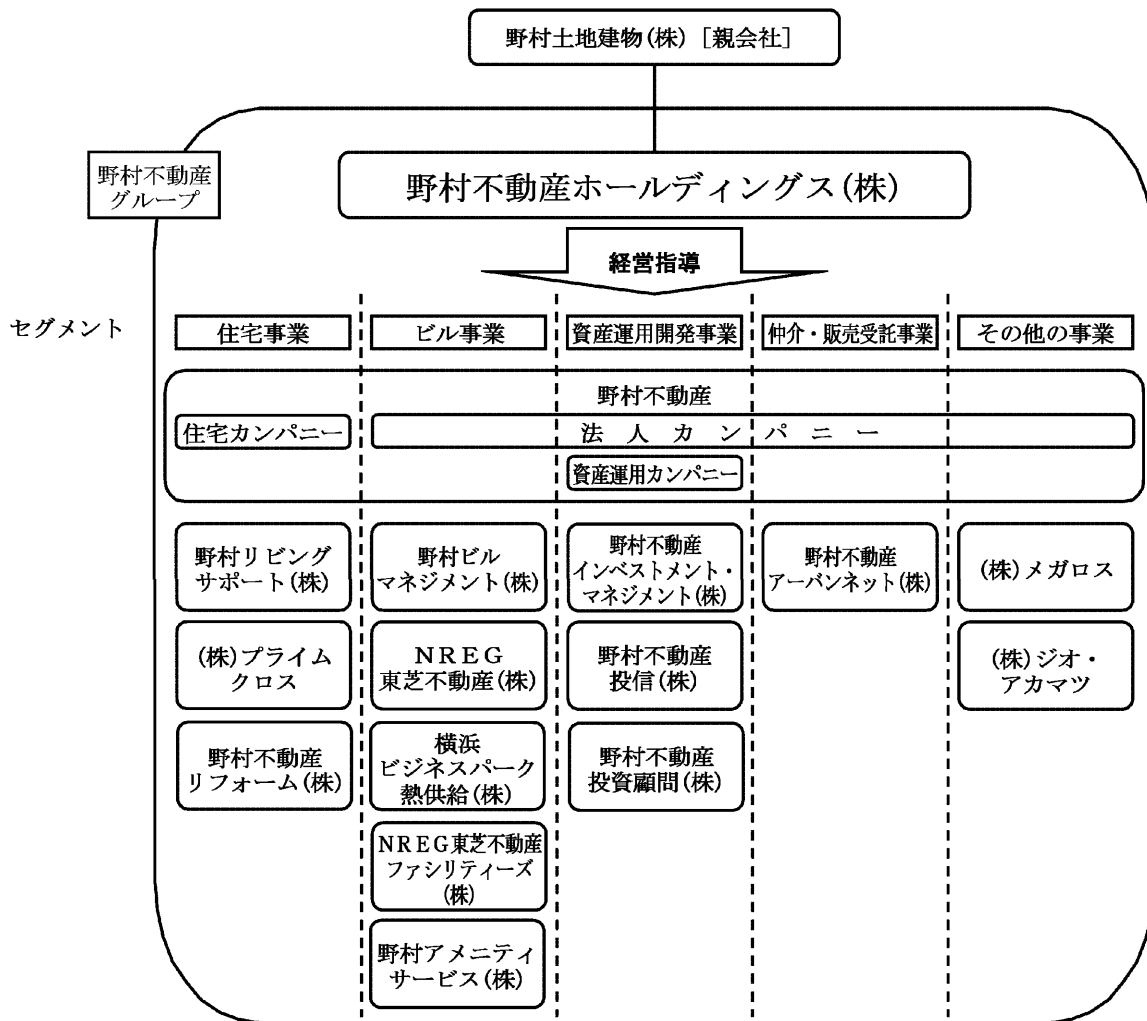 野村土地建物(株)［親会社］
野村不動産
グループ
野村不動産ホールディングス(株)
経営指導
セグメント
住宅事業
ビル事業
資産運用開発事業
仲介・販売受託事業
その他の事業
野村不動産
住宅カンパニー
法人カンパニー
資産運用カンパニー
野村リビング
サポート(株)
野村ビル
マネジメント(株)
野村不動産
インベストメント・
マネジメント(株)
野村不動産
アーバンネット(株)
(株)メガロス
(株)プライム
クロス
ＮＲＥＧ
東芝不動産(株)
野村不動産
投信(株)
(株)ジオ・
アカマツ
野村不動産
リフォーム(株)
横浜
ビジネスパーク
熱供給(株)
野村不動産
投資顧問(株)
ＮＲＥＧ東芝不動産
ファシリティーズ
(株)
野村アメニティ
サービス(株)